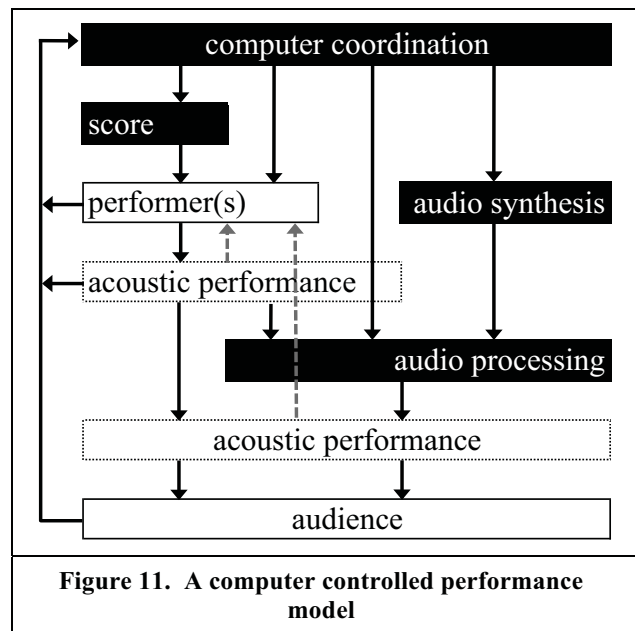 computer coordination
score
performer(s)
audio synthesis
acoustic performance
audio processing
acoustic performance
audience
Figure 11. A computer controlled performance
model